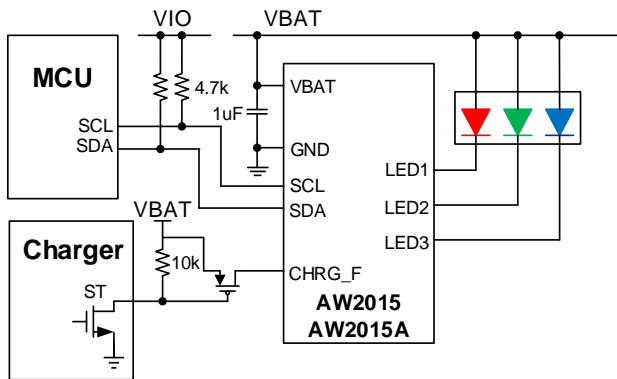 VIO VBAT
MCU
4.7k
SCL
SDA
VBAT
1uF
GND
SCL
SDA
CHRG_F
LED1
LED2
LED3
AW2015
AW2015A
VBAT
10k
Charger
ST